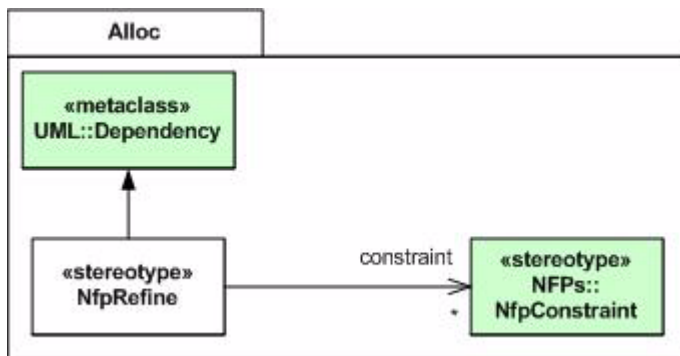 Alloc
«metaclass»
UML::Dependency
«stereotype»
NfpRefine
constraint
*
«stereotype»
NFPs::
NfpConstraint